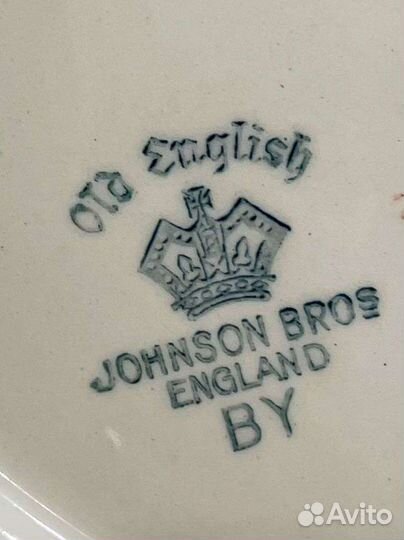 Old English
JOHNSON BROS
ENGLAND
BY
Avito